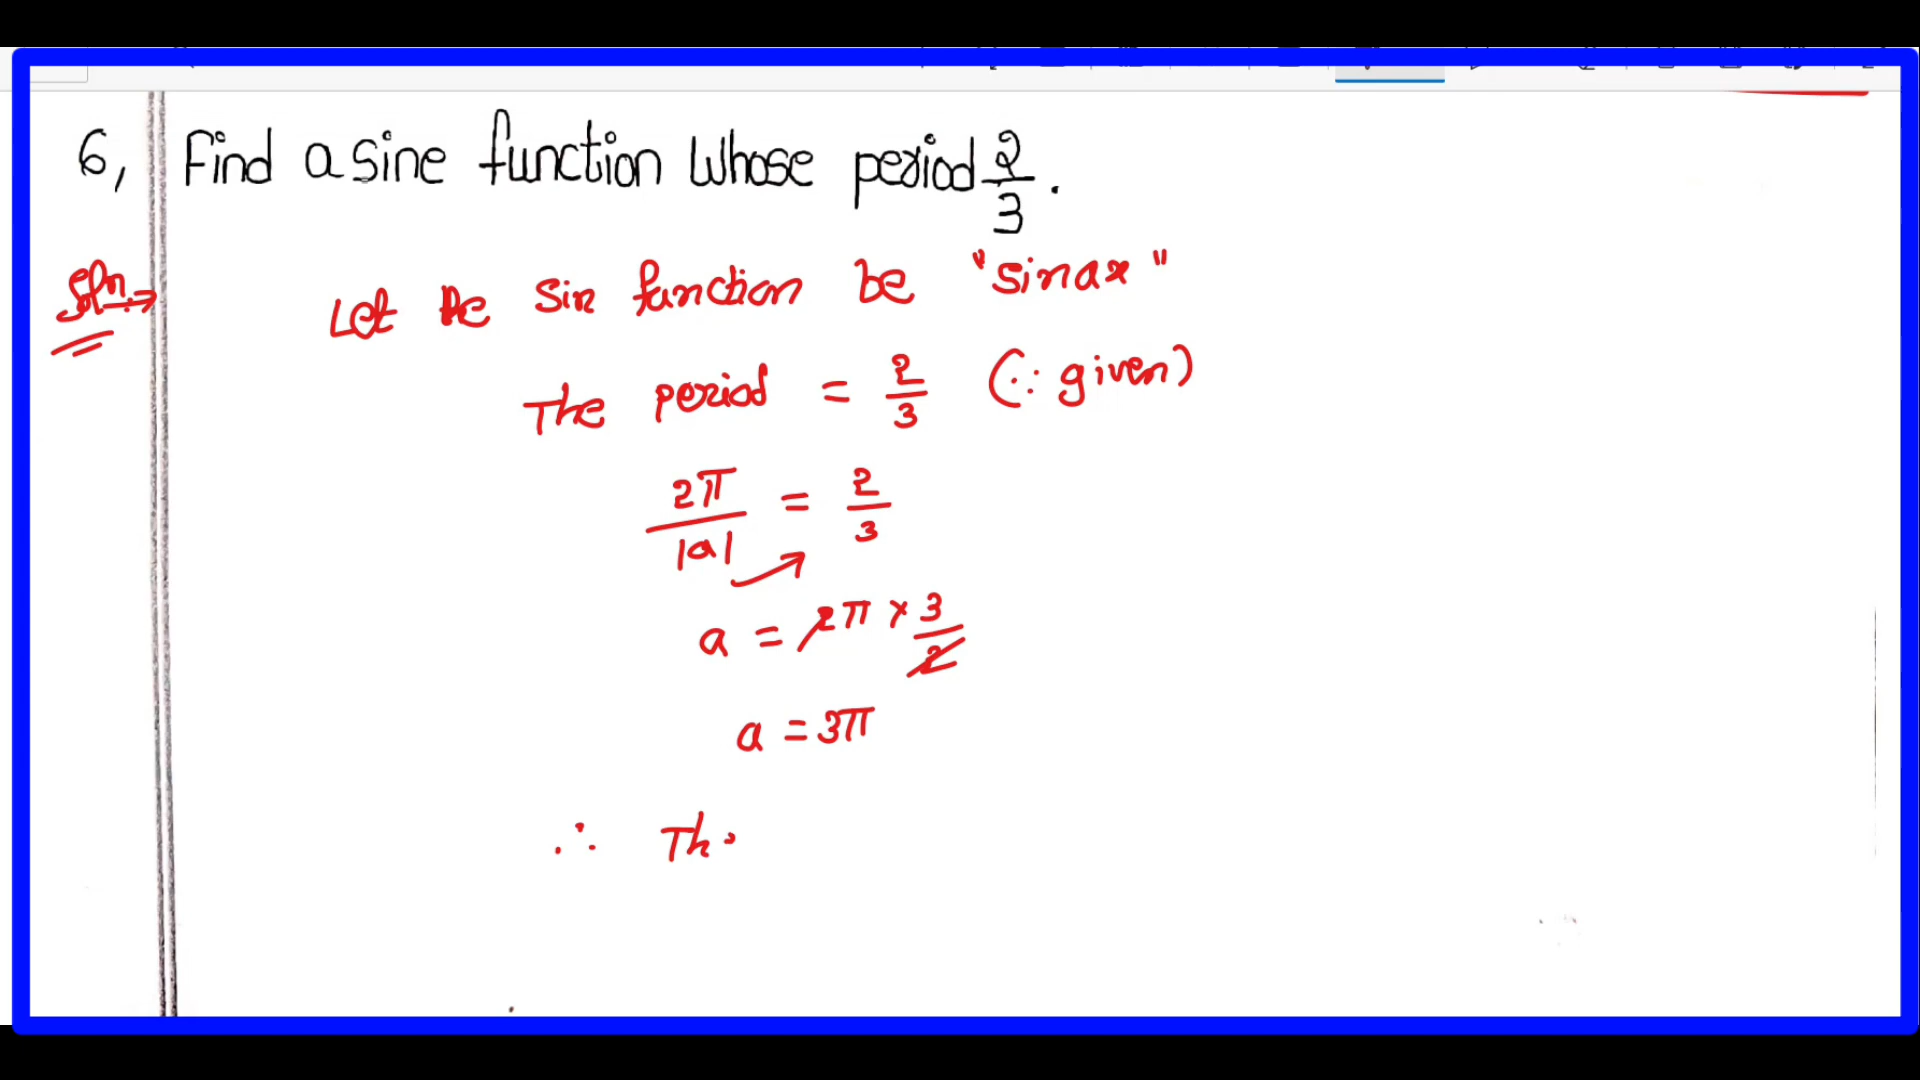 6, Find a sine function whose period 2/3.
Soln. →
Let the sin function be "sin ax"
The period = 2/3 (∵ given)
2π/|a| = 2/3
a = 2π × 3/2
a = 3π
∴ Th